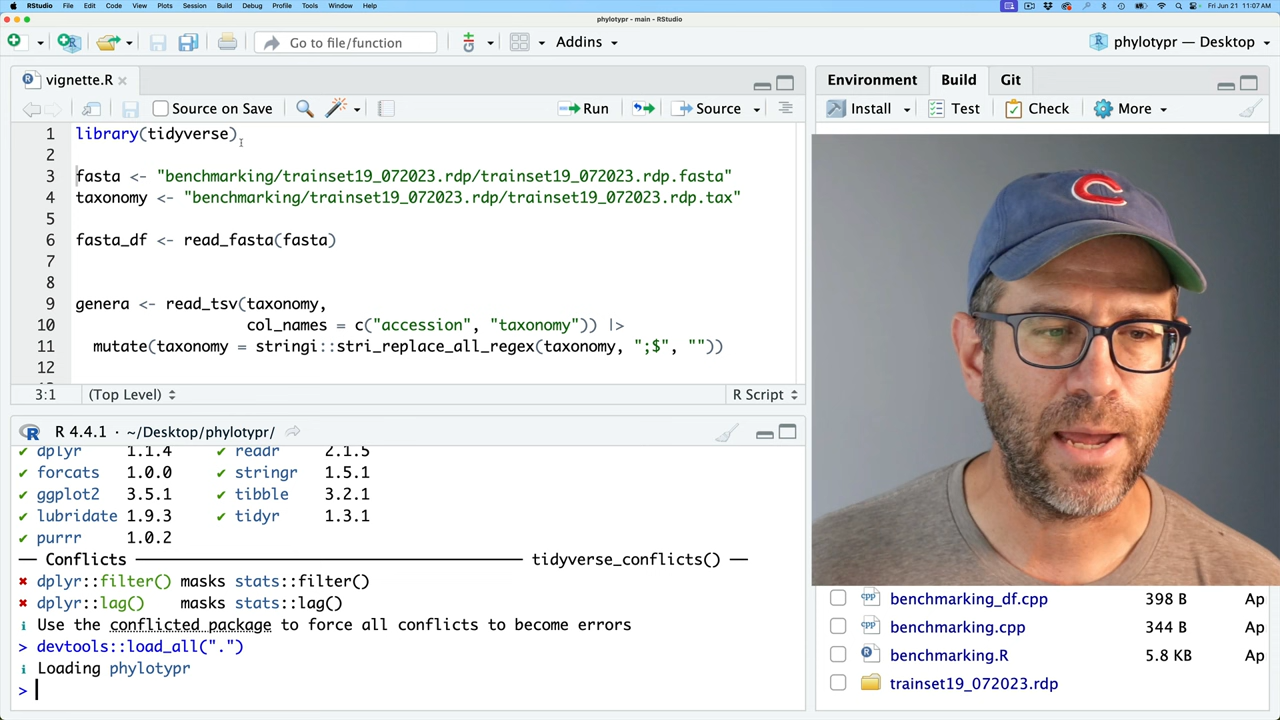 RStudio File Edit Code View Plots Session Build Debug Profile Tools Window Help Fri Jun 21 11:07 AM
phylotypr - main - RStudio
Go to file/function Addins phylotypr — Desktop
vignette.R
Source on Save Run Source
1 library(tidyverse)
2
3 fasta <- "benchmarking/trainset19_072023.rdp/trainset19_072023.rdp.fasta"
4 taxonomy <- "benchmarking/trainset19_072023.rdp/trainset19_072023.rdp.tax"
5
6 fasta_df <- read_fasta(fasta)
7
8
9 genera <- read_tsv(taxonomy,
10 col_names = c("accession", "taxonomy")) |>
11 mutate(taxonomy = stringi::stri_replace_all_regex(taxonomy, ";$", ""))
12
3:1 (Top Level) R Script
R 4.4.1 · ~/Desktop/phylotypr/
✔ dplyr 1.1.4 ✔ readr 2.1.5
✔ forcats 1.0.0 ✔ stringr 1.5.1
✔ ggplot2 3.5.1 ✔ tibble 3.2.1
✔ lubridate 1.9.3 ✔ tidyr 1.3.1
✔ purrr 1.0.2
── Conflicts ────────── tidyverse_conflicts() ──
✖ dplyr::filter() masks stats::filter()
✖ dplyr::lag() masks stats::lag()
ℹ Use the conflicted package to force all conflicts to become errors
> devtools::load_all(".")
ℹ Loading phylotypr
>
Environment Build Git
Install Test Check More
C
benchmarking_df.cpp 398 B Ap
benchmarking.cpp 344 B Ap
benchmarking.R 5.8 KB Ap
trainset19_072023.rdp